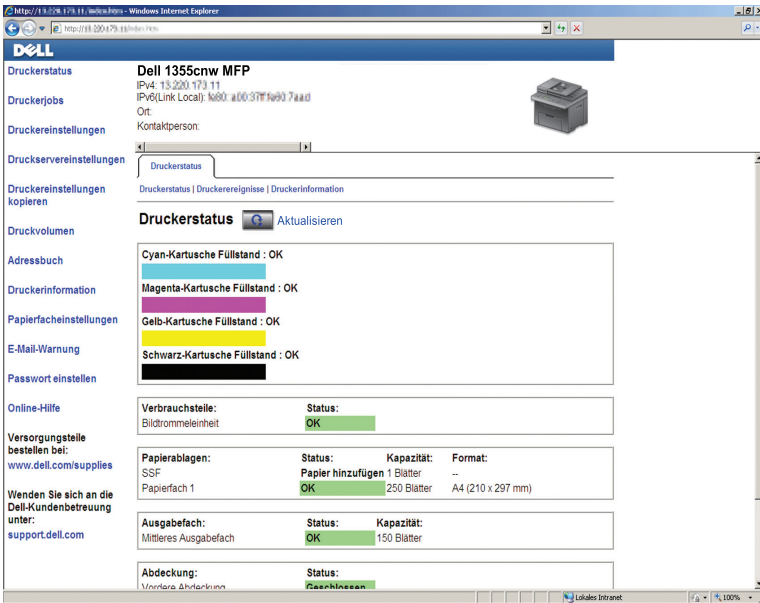 Windows Internet Explorer
http://
DELL
Druckerstatus
Druckerjobs
Druckereinstellungen
Druckservereinstellungen
Druckereinstellungen
kopieren
Druckvolumen
Adressbuch
Druckerinformation
Papierfacheinstellungen
E-Mail-Warnung
Passwort einstellen
Online-Hilfe
Versorgungsteile
bestellen bei:
www.dell.com/supplies
Wenden Sie sich an die
Dell-Kundenbetreuung
unter:
support.dell.com
Dell 1355cnw MFP
IPv4:
IPv6(Link Local):
Ort:
Kontaktperson:
Druckerstatus
Druckerstatus | Druckerereignisse | Druckerinformation
Druckerstatus Aktualisieren
Cyan-Kartusche Füllstand : OK
Magenta-Kartusche Füllstand : OK
Gelb-Kartusche Füllstand : OK
Schwarz-Kartusche Füllstand : OK
Verbrauchsteile: Status:
Bildtrommeleinheit OK
Papierablagen: Status: Kapazität: Format:
SSF Papier hinzufügen 1 Blätter --
Papierfach 1 OK 250 Blätter A4 (210 x 297 mm)
Ausgabefach: Status: Kapazität:
Mittleres Ausgabefach OK 150 Blätter
Abdeckung: Status:
Vordere Abdeckung Geschlossen
Lokales Intranet 100%